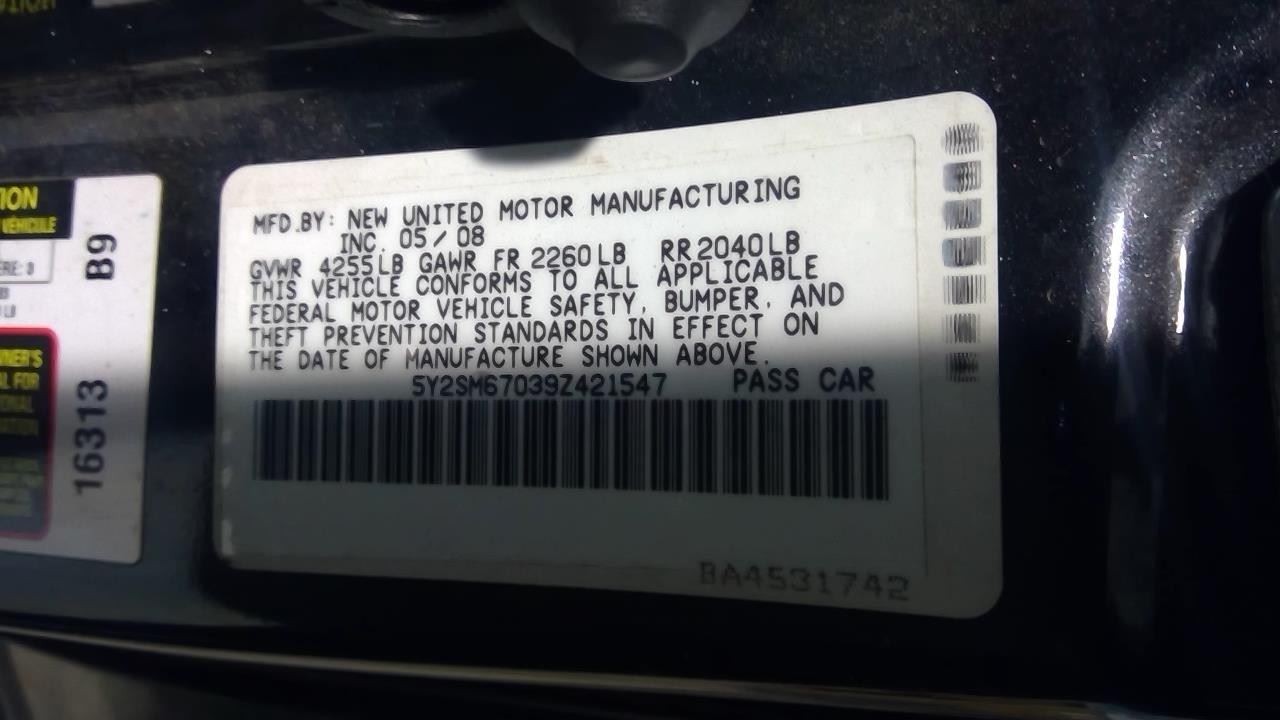 MFD.BY: NEW UNITED MOTOR MANUFACTURING
INC. 05/08
GVWR 4255LB GAWR FR 2260LB RR2040LB
THIS VEHICLE CONFORMS TO ALL APPLICABLE
FEDERAL MOTOR VEHICLE SAFETY, BUMPER, AND
THEFT PREVENTION STANDARDS IN EFFECT ON
THE DATE OF MANUFACTURE SHOWN ABOVE.
5Y2SM67039Z421547 PASS CAR
BA4531742
B9
16313
VEHICULE